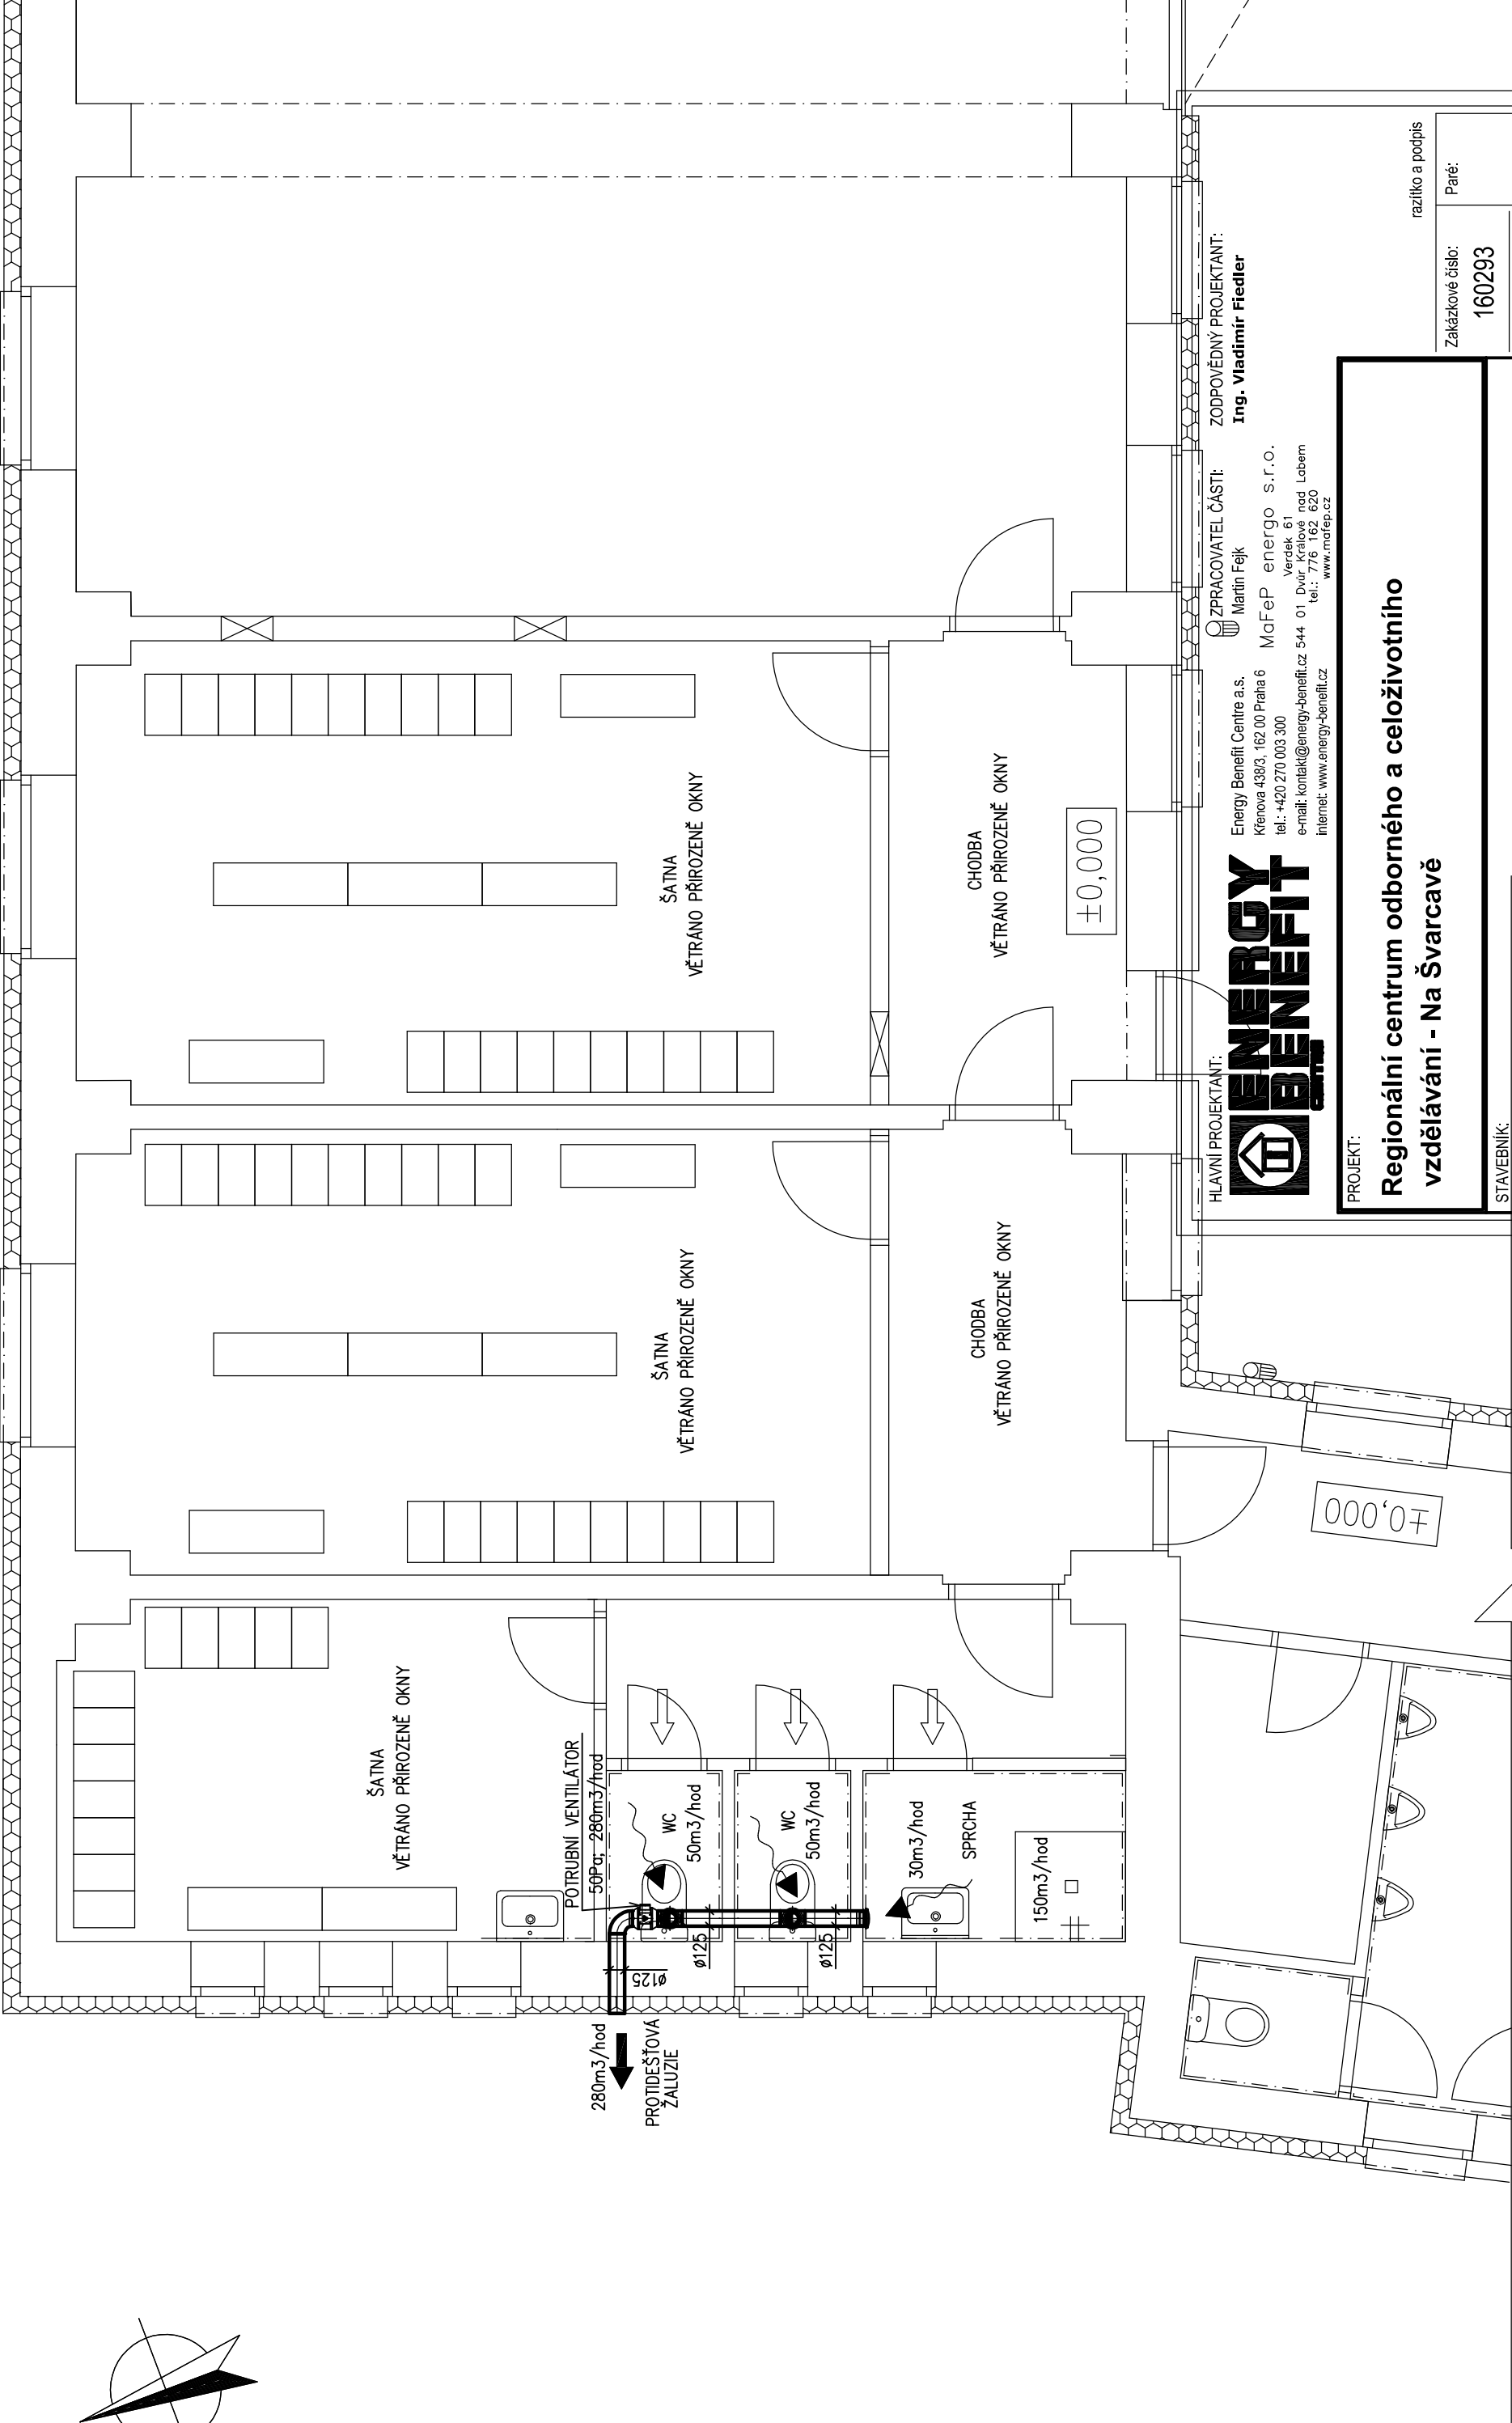 ŠATNA
VĚTRÁNO PŘIROZENĚ OKNY
CHODBA
VĚTRÁNO PŘIROZENĚ OKNY
±0,000
ŠATNA
VĚTRÁNO PŘIROZENĚ OKNY
CHODBA
VĚTRÁNO PŘIROZENĚ OKNY
±0,000
ŠATNA
VĚTRÁNO PŘIROZENĚ OKNY
POTRUBNÍ VENTILÁTOR
50Pa; 280m3/hod
WC
50m3/hod
WC
50m3/hod
30m3/hod
SPRCHA
150m3/hod
ø125
ø125
ø125
280m3/hod
PROTIDEŠŤOVÁ
ŽALUZIE
HLAVNÍ PROJEKTANT:
ENERGY
BENEFIT
CENTRE
Energy Benefit Centre a.s.
Křenova 438/3, 162 00 Praha 6
tel.: +420 270 003 300
e-mail: kontakt@energy-benefit.cz
internet: www.energy-benefit.cz
ZPRACOVATEL ČÁSTI:
Martin Fejk
MaFeP energo s.r.o.
Verdek 61
544 01 Dvůr Králové nad Labem
tel.: 776 162 620
www.mafep.cz
ZODPOVĚDNÝ PROJEKTANT:
Ing. Vladimír Fiedler
razítko a podpis
PROJEKT:
Regionální centrum odborného a celoživotního
vzdělávání - Na Švarcavě
Zakázkové číslo:
160293
Paré:
STAVEBNÍK: